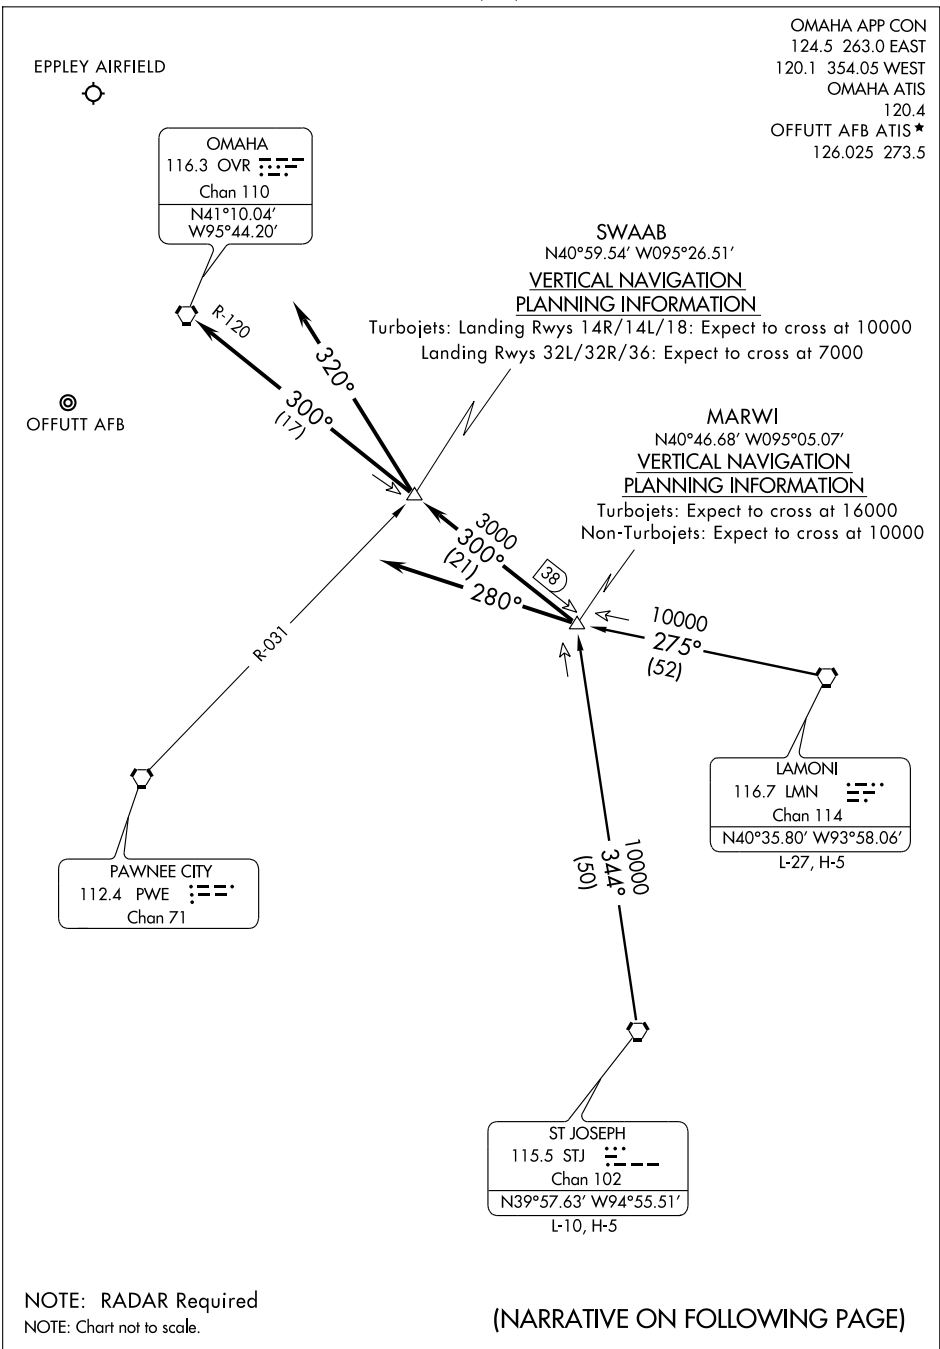 OMAHA APP CON
124.5 263.0 EAST
120.1 354.05 WEST
OMAHA ATIS
120.4
OFFUTT AFB ATIS★
126.025 273.5
EPPLEY AIRFIELD
OMAHA
116.3 OVR
Chan 110
N41°10.04'
W95°44.20'
SWAAB
N40°59.54' W095°26.51'
VERTICAL NAVIGATION
PLANNING INFORMATION
Turbojets: Landing Rwys 14R/14L/18: Expect to cross at 10000
Landing Rwys 32L/32R/36: Expect to cross at 7000
R-120
320°
300°
(17)
OFFUTT AFB
MARWI
N40°46.68' W095°05.07'
VERTICAL NAVIGATION
PLANNING INFORMATION
Turbojets: Expect to cross at 16000
Non-Turbojets: Expect to cross at 10000
3000
300°
(21)
38
280°
10000
275°
(52)
R-031
LAMONI
116.7 LMN
Chan 114
N40°35.80' W93°58.06'
L-27, H-5
PAWNEE CITY
112.4 PWE
Chan 71
10000
344°
(50)
ST JOSEPH
115.5 STJ
Chan 102
N39°57.63' W94°55.51'
L-10, H-5
NOTE: RADAR Required
NOTE: Chart not to scale.
(NARRATIVE ON FOLLOWING PAGE)